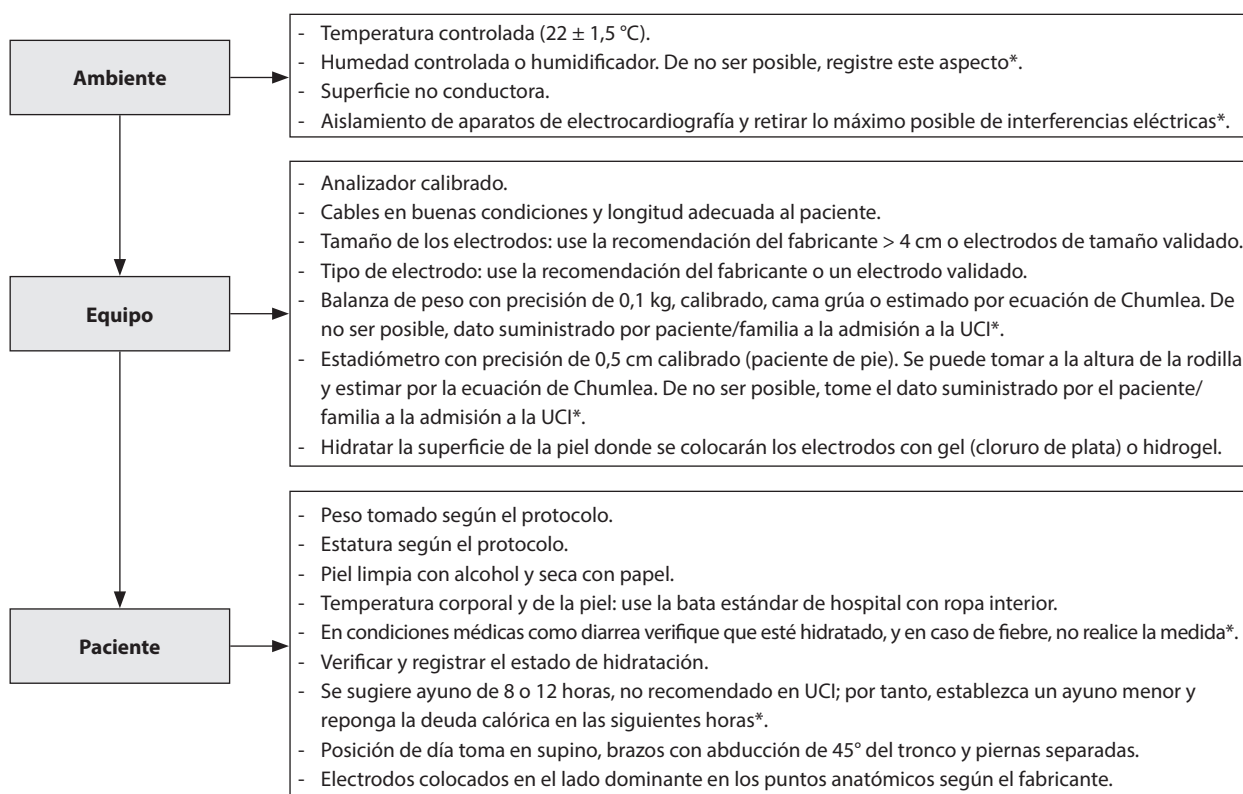 Ambiente
- Temperatura controlada (22 ± 1,5 °C).
- Humedad controlada o humidificador. De no ser posible, registre este aspecto*.
- Superficie no conductora.
- Aislamiento de aparatos de electrocardiografía y retirar lo máximo posible de interferencias eléctricas*.
Equipo
- Analizador calibrado.
- Cables en buenas condiciones y longitud adecuada al paciente.
- Tamaño de los electrodos: use la recomendación del fabricante > 4 cm o electrodos de tamaño validado.
- Tipo de electrodo: use la recomendación del fabricante o un electrodo validado.
- Balanza de peso con precisión de 0,1 kg, calibrado, cama grúa o estimado por ecuación de Chumlea. De
no ser posible, dato suministrado por paciente/familia a la admisión a la UCI*.
- Estadiómetro con precisión de 0,5 cm calibrado (paciente de pie). Se puede tomar a la altura de la rodilla
y estimar por la ecuación de Chumlea. De no ser posible, tome el dato suministrado por el paciente/
familia a la admisión a la UCI*.
- Hidratar la superficie de la piel donde se colocarán los electrodos con gel (cloruro de plata) o hidrogel.
Paciente
- Peso tomado según el protocolo.
- Estatura según el protocolo.
- Piel limpia con alcohol y seca con papel.
- Temperatura corporal y de la piel: use la bata estándar de hospital con ropa interior.
- En condiciones médicas como diarrea verifique que esté hidratado, y en caso de fiebre, no realice la medida*.
- Verificar y registrar el estado de hidratación.
- Se sugiere ayuno de 8 o 12 horas, no recomendado en UCI; por tanto, establezca un ayuno menor y
reponga la deuda calórica en las siguientes horas*.
- Posición de día toma en supino, brazos con abducción de 45° del tronco y piernas separadas.
- Electrodos colocados en el lado dominante en los puntos anatómicos según el fabricante.